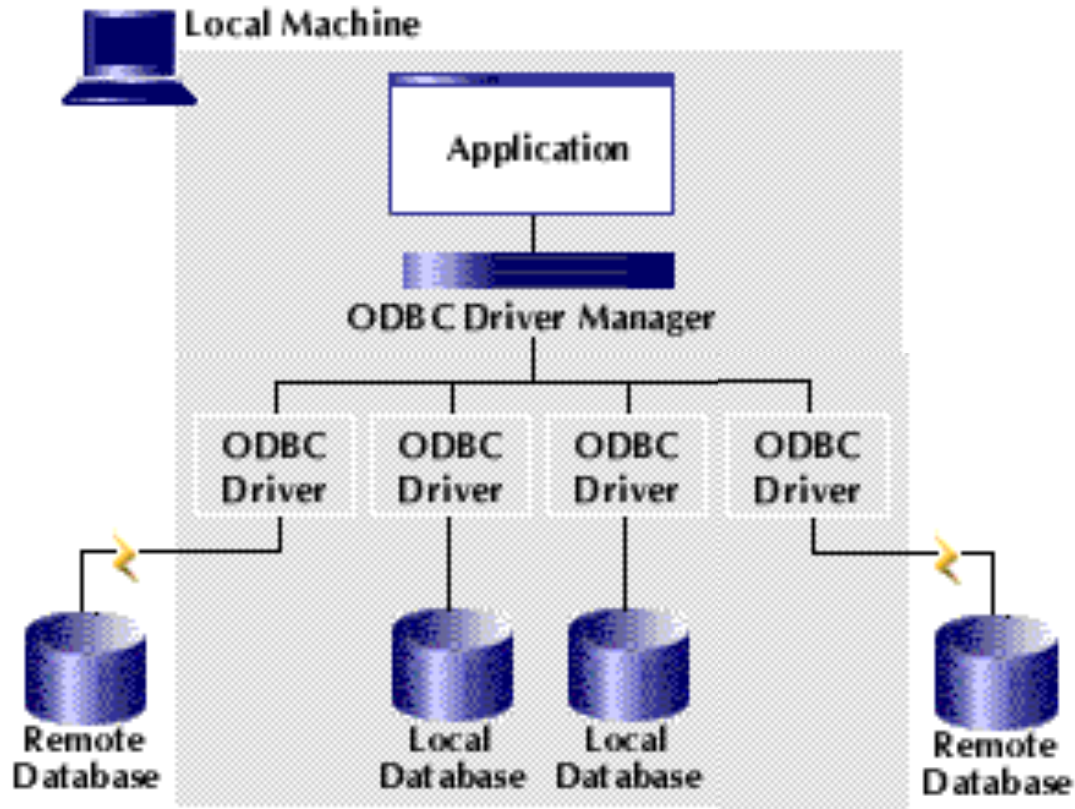 Local Machine
Application
ODBC Driver Manager
ODBC
Driver
ODBC
Driver
ODBC
Driver
ODBC
Driver
Remote
Database
Local
Database
Local
Database
Remote
Database